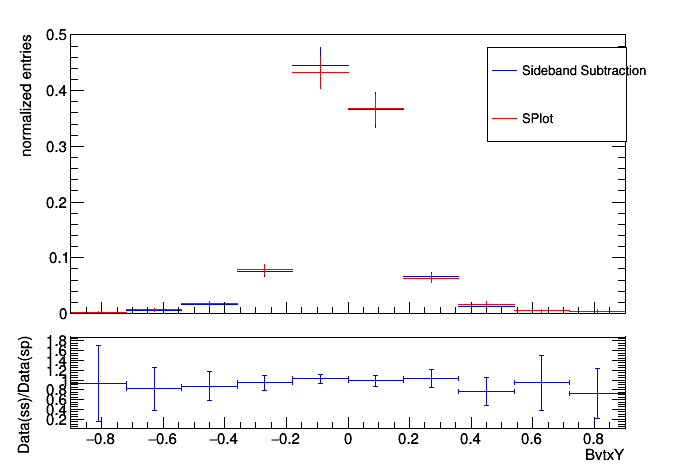 normalized entries
0.5
0.4
0.3
0.2
0.1
0
Sideband Subtraction
SPlot
Data(ss)/Data(sp)
1.8
1.6
1.4
1.2
1
0.8
0.6
0.4
0.2
−0.8 −0.6 −0.4 −0.2 0 0.2 0.4 0.6 0.8
BvtxY